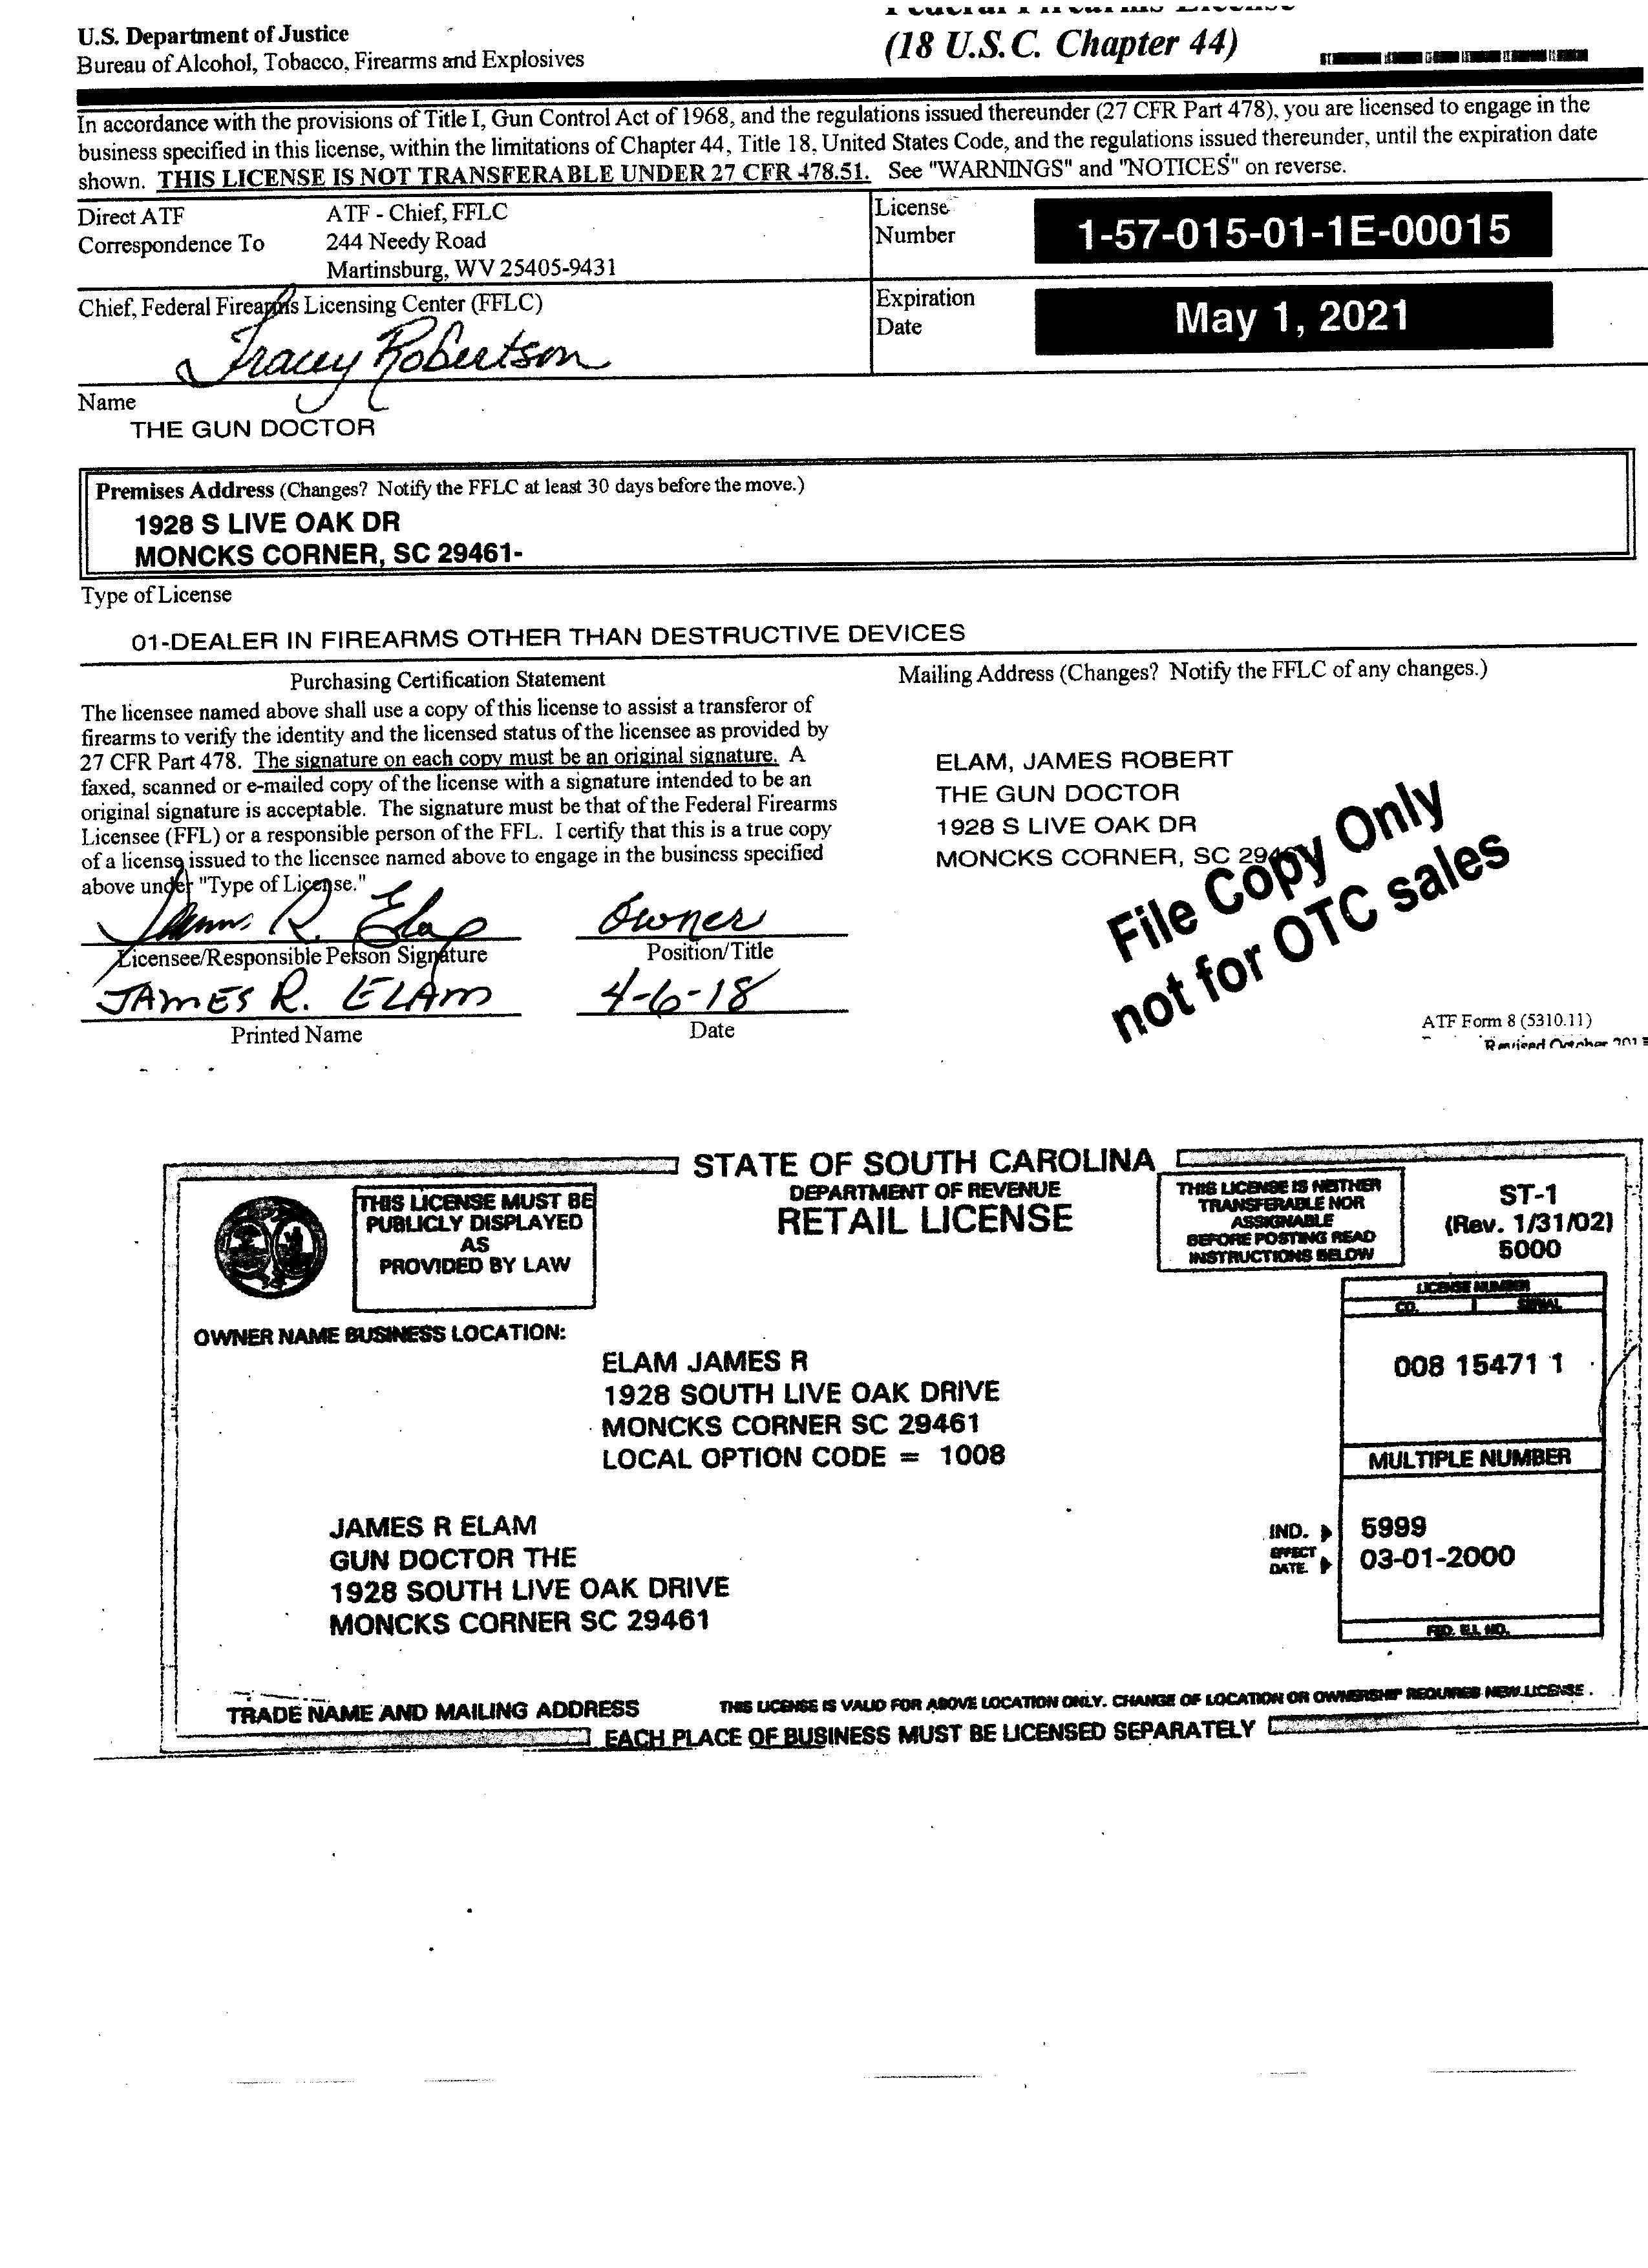 U.S. Department of Justice
Bureau of Alcohol, Tobacco, Firearms and Explosives
(18 U.S.C. Chapter 44)
In accordance with the provisions of Title I, Gun Control Act of 1968, and the regulations issued thereunder (27 CFR Part 478), you are licensed to engage in the
business specified in this license, within the limitations of Chapter 44, Title 18, United States Code, and the regulations issued thereunder, until the expiration date
shown. THIS LICENSE IS NOT TRANSFERABLE UNDER 27 CFR 478.51. See "WARNINGS" and "NOTICES" on reverse.
Direct ATF
Correspondence To
ATF - Chief, FFLC
244 Needy Road
Martinsburg, WV 25405-9431
License
Number
1-57-015-01-1E-00015
Chief, Federal Firearms Licensing Center (FFLC)
Tracey Robertson
Expiration
Date
May 1, 2021
Name
THE GUN DOCTOR
Premises Address (Changes? Notify the FFLC at least 30 days before the move.)
1928 S LIVE OAK DR
MONCKS CORNER, SC 29461-
Type of License
01-DEALER IN FIREARMS OTHER THAN DESTRUCTIVE DEVICES
Purchasing Certification Statement
The licensee named above shall use a copy of this license to assist a transferor of
firearms to verify the identity and the licensed status of the licensee as provided by
27 CFR Part 478. The signature on each copy must be an original signature. A
faxed, scanned or e-mailed copy of the license with a signature intended to be an
original signature is acceptable. The signature must be that of the Federal Firearms
Licensee (FFL) or a responsible person of the FFL. I certify that this is a true copy
of a license issued to the licensee named above to engage in the business specified
above under "Type of License."
James R. Elam
Owner
Licensee/Responsible Person Signature
Position/Title
JAMES R. ELAM
4-6-18
Printed Name
Date
Mailing Address (Changes? Notify the FFLC of any changes.)
ELAM, JAMES ROBERT
THE GUN DOCTOR
1928 S LIVE OAK DR
MONCKS CORNER, SC
File Copy Only
not for OTC sales
ATF Form 8 (5310.11)
Revised October
STATE OF SOUTH CAROLINA
DEPARTMENT OF REVENUE
RETAIL LICENSE
THIS LICENSE MUST BE
PUBLICLY DISPLAYED
AS
PROVIDED BY LAW
THIS LICENSE IS NEITHER
TRANSFERABLE NOR
ASSIGNABLE
BEFORE POSTING READ
INSTRUCTIONS BELOW
ST-1
(Rev. 1/31/02)
5000
LICENSE NUMBER
CO. SERIAL
008 15471 1
OWNER NAME BUSINESS LOCATION:
ELAM JAMES R
1928 SOUTH LIVE OAK DRIVE
MONCKS CORNER SC 29461
LOCAL OPTION CODE = 1008
MULTIPLE NUMBER
JAMES R ELAM
GUN DOCTOR THE
1928 SOUTH LIVE OAK DRIVE
MONCKS CORNER SC 29461
IND. 5999
EFFECT
DATE. 03-01-2000
FED. E.I. NO.
TRADE NAME AND MAILING ADDRESS
THIS LICENSE IS VALID FOR ABOVE LOCATION ONLY. CHANGE OF LOCATION OR OWNERSHIP REQUIRES NEW LICENSE.
EACH PLACE OF BUSINESS MUST BE LICENSED SEPARATELY